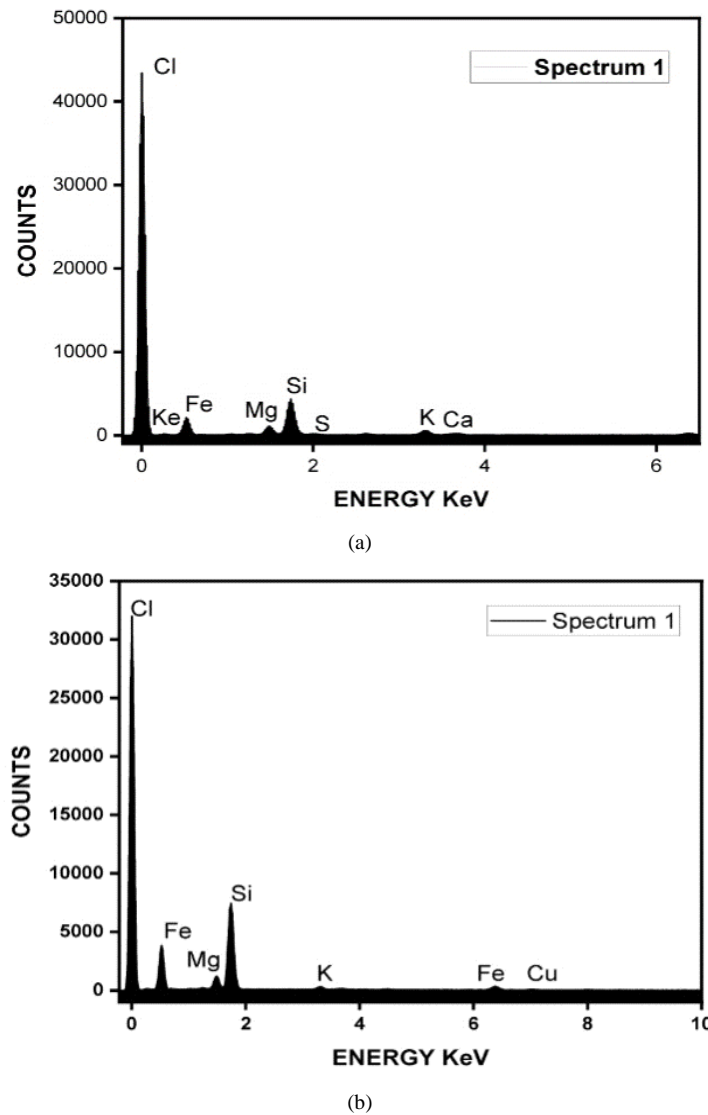 50000
40000
30000
20000
10000
0
COUNTS
Spectrum 1
Cl
Ke
Fe
Mg
Si
S
K
Ca
0 2 4 6
ENERGY KeV
(a)
35000
30000
25000
20000
15000
10000
5000
0
COUNTS
Spectrum 1
Cl
Fe
Mg
Si
K
Fe
Cu
0 2 4 6 8 10
ENERGY KeV
(b)